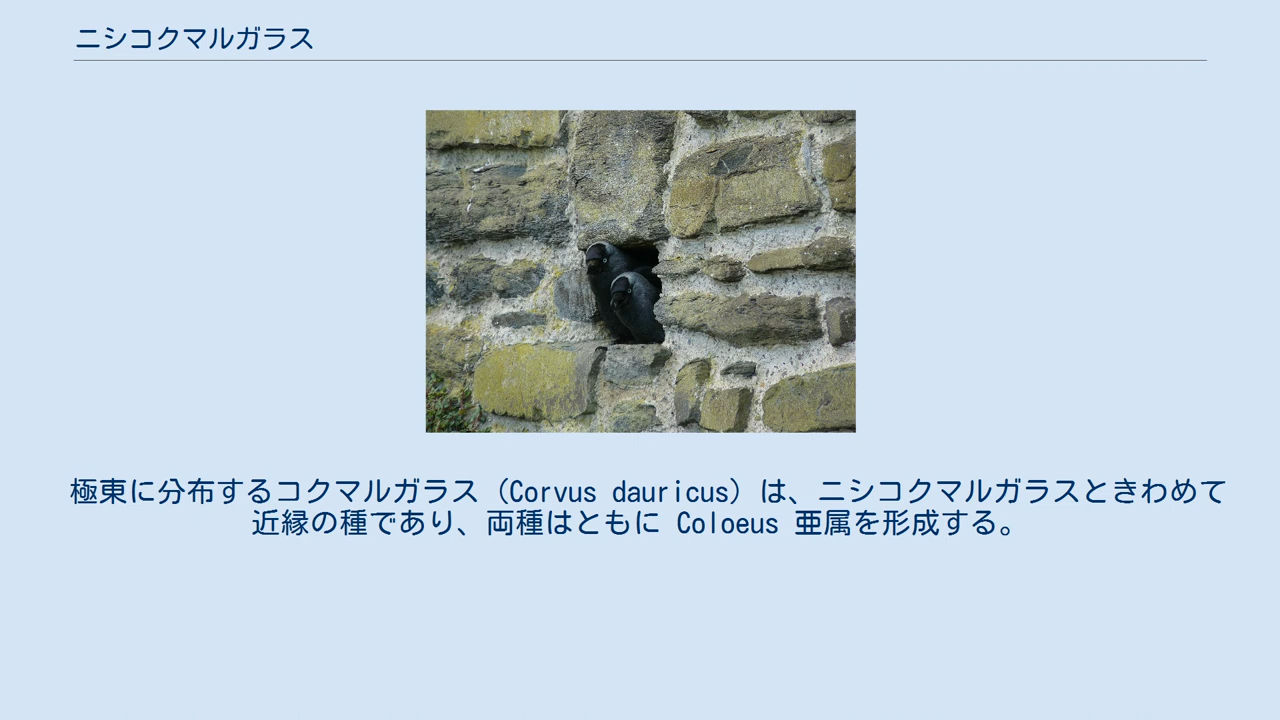 ニシコクマルガラス
極東に分布するコクマルガラス（Corvus dauricus）は、ニシコクマルガラスときわめて
近縁の種であり、両種はともに Coloeus 亜属を形成する。